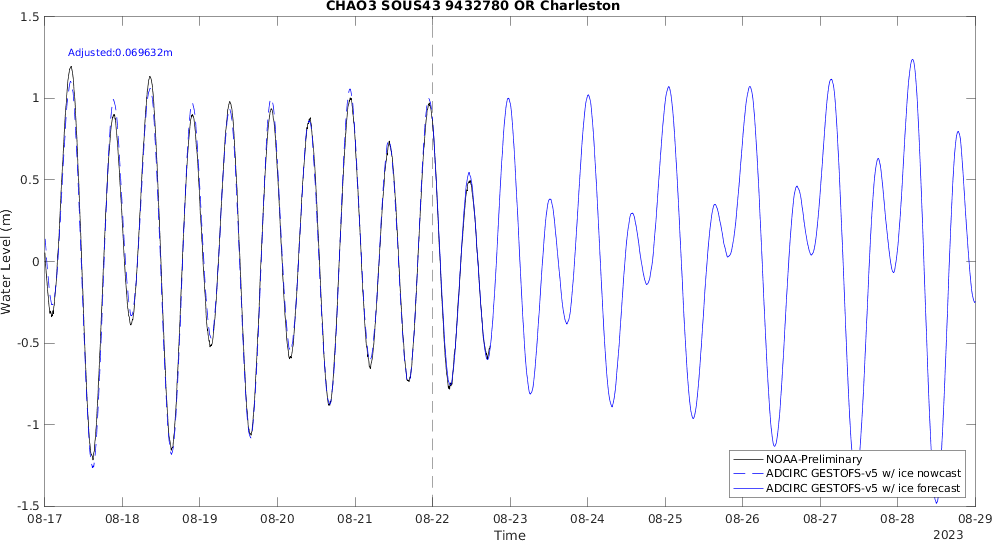 CHAO3 SOUS43 9432780 OR Charleston
Adjusted:0.069632m
Water Level (m)
1.5
1
0.5
0
-0.5
-1
-1.5
NOAA-Preliminary
ADCIRC GESTOFS-v5 w/ ice nowcast
ADCIRC GESTOFS-v5 w/ ice forecast
08-17 08-18 08-19 08-20 08-21 08-22 08-23 08-24 08-25 08-26 08-27 08-28 08-29
Time
2023